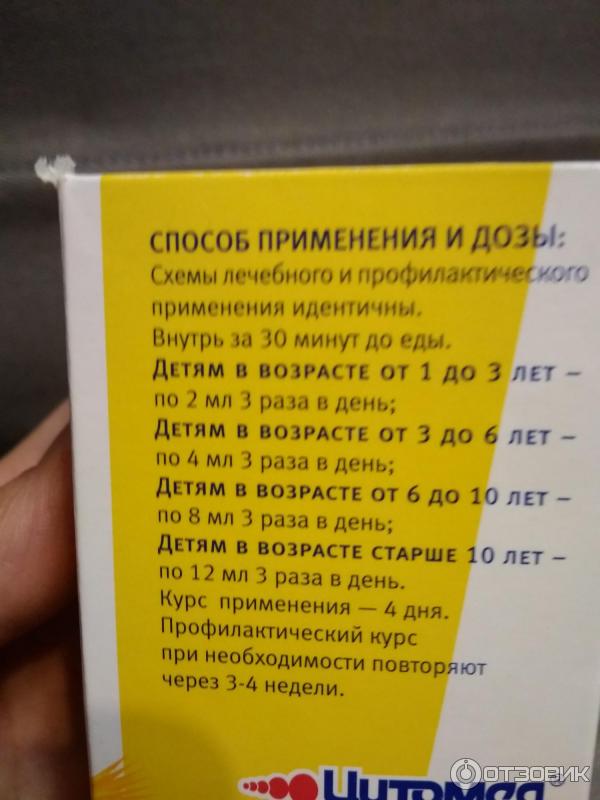 СПОСОБ ПРИМЕНЕНИЯ И ДОЗЫ:
Схемы лечебного и профилактического
применения идентичны.
Внутрь за 30 минут до еды.
Детям в возрасте от 1 до 3 лет –
по 2 мл 3 раза в день;
Детям в возрасте от 3 до 6 лет –
по 4 мл 3 раза в день;
Детям в возрасте от 6 до 10 лет –
по 8 мл 3 раза в день;
Детям в возрасте старше 10 лет –
по 12 мл 3 раза в день.
Курс применения — 4 дня.
Профилактический курс
при необходимости повторяют
через 3-4 недели.
Цитомед®
ОТЗОВИК